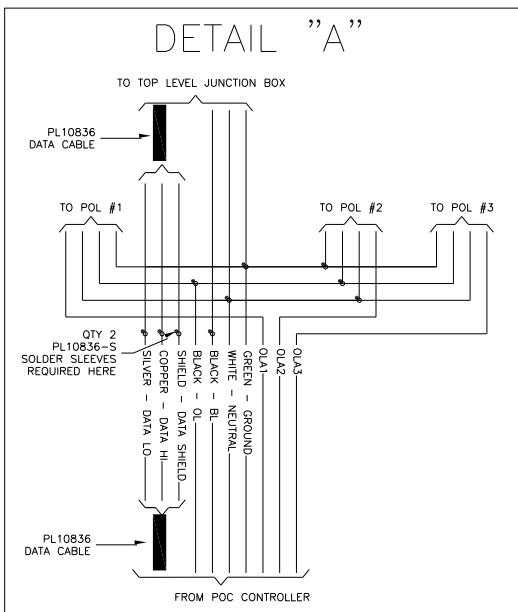 DETAIL "A"
TO TOP LEVEL JUNCTION BOX
PL10836
DATA CABLE
TO POL #1
TO POL #2
TO POL #3
QTY 2
PL10836-S
SOLDER SLEEVES
REQUIRED HERE
SILVER - DATA LO
COPPER - DATA HI
SHIELD - DATA SHIELD
BLACK - OL
BLACK - BL
WHITE - NEUTRAL
GREEN - GROUND
OLA1
OLA2
OLA3
PL10836
DATA CABLE
FROM POC CONTROLLER